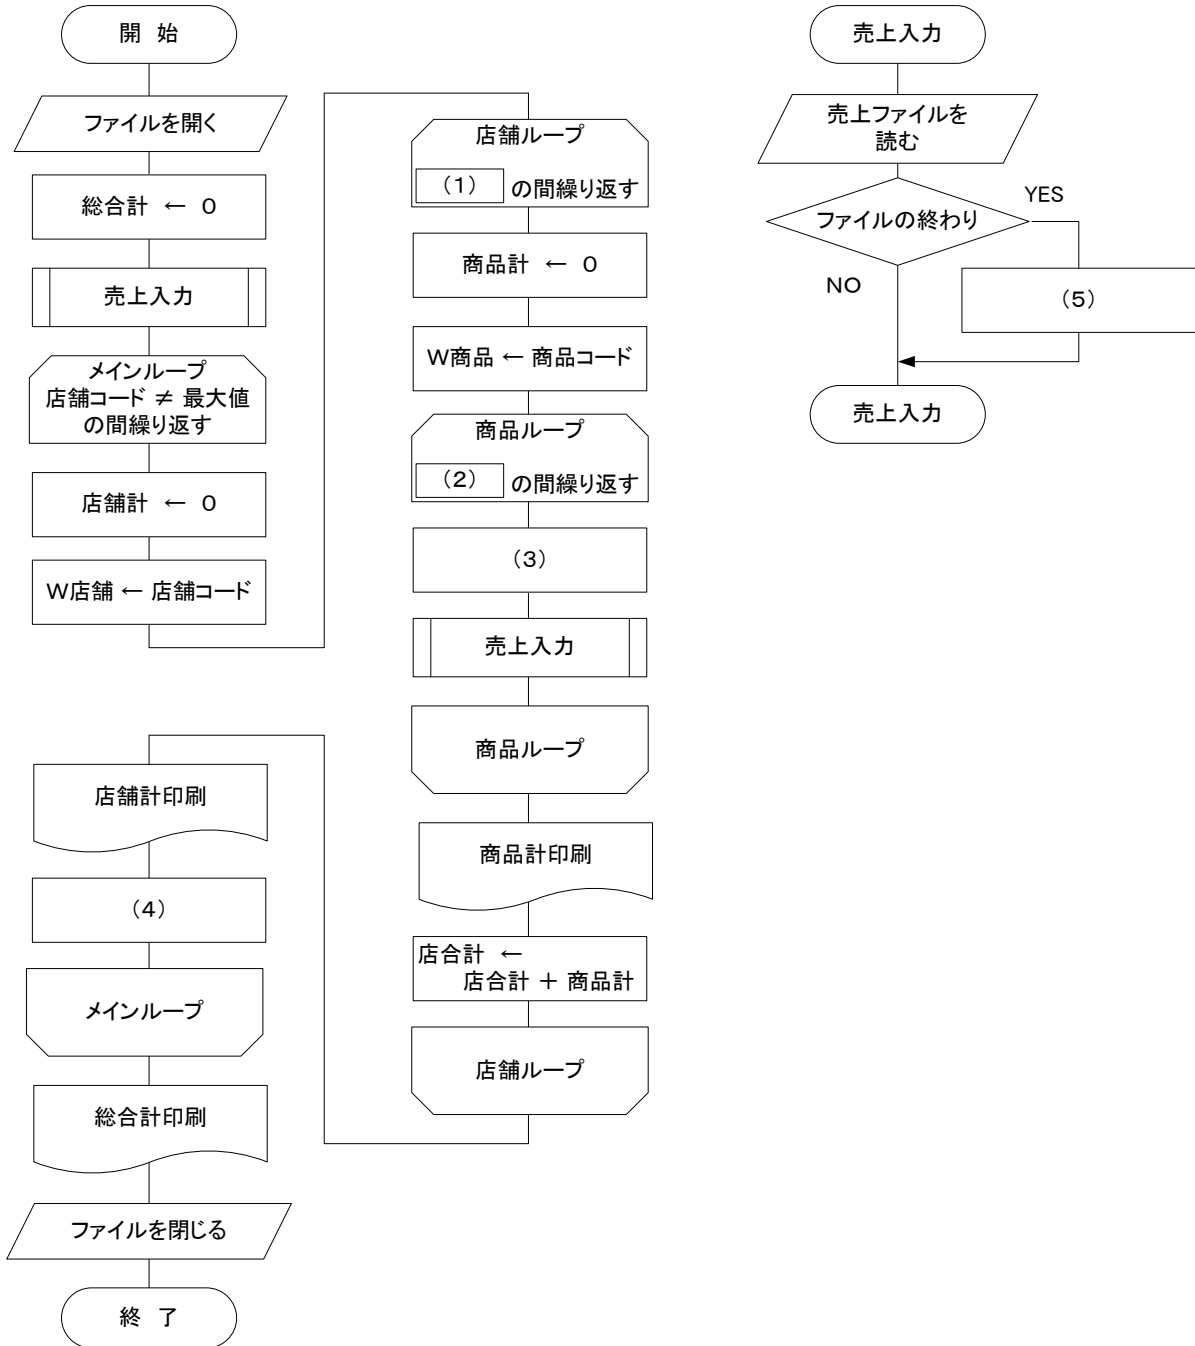 開 始
ファイルを開く
総合計 ← 0
売上入力
メインループ
店舗コード ≠ 最大値
の間繰り返す
店舗計 ← 0
W店舗 ← 店舗コード
店舗ループ
(1) の間繰り返す
商品計 ← 0
W商品 ← 商品コード
商品ループ
(2) の間繰り返す
(3)
売上入力
商品ループ
商品計印刷
店合計 ←
店合計 + 商品計
店舗ループ
店舗計印刷
(4)
メインループ
総合計印刷
ファイルを閉じる
終 了
売上入力
売上ファイルを
読む
ファイルの終わり
YES
NO
(5)
売上入力